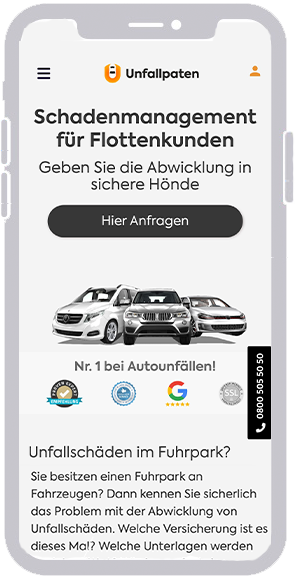 Unfallpaten
Schadenmanagement
für Flottenkunden
Geben Sie die Abwicklung in
sichere Hönde
Hier Anfragen
Nr. 1 bei Autounfällen!
G
SSL
0800 505 50 50
Unfallschäden im Fuhrpark?
Sie besitzen einen Fuhrpark an
Fahrzeugen? Dann kennen Sie sicherlich
das Problem mit der Abwicklung von
Unfallschäden. Welche Versicherung ist es
dieses Mal? Welche Unterlagen werden